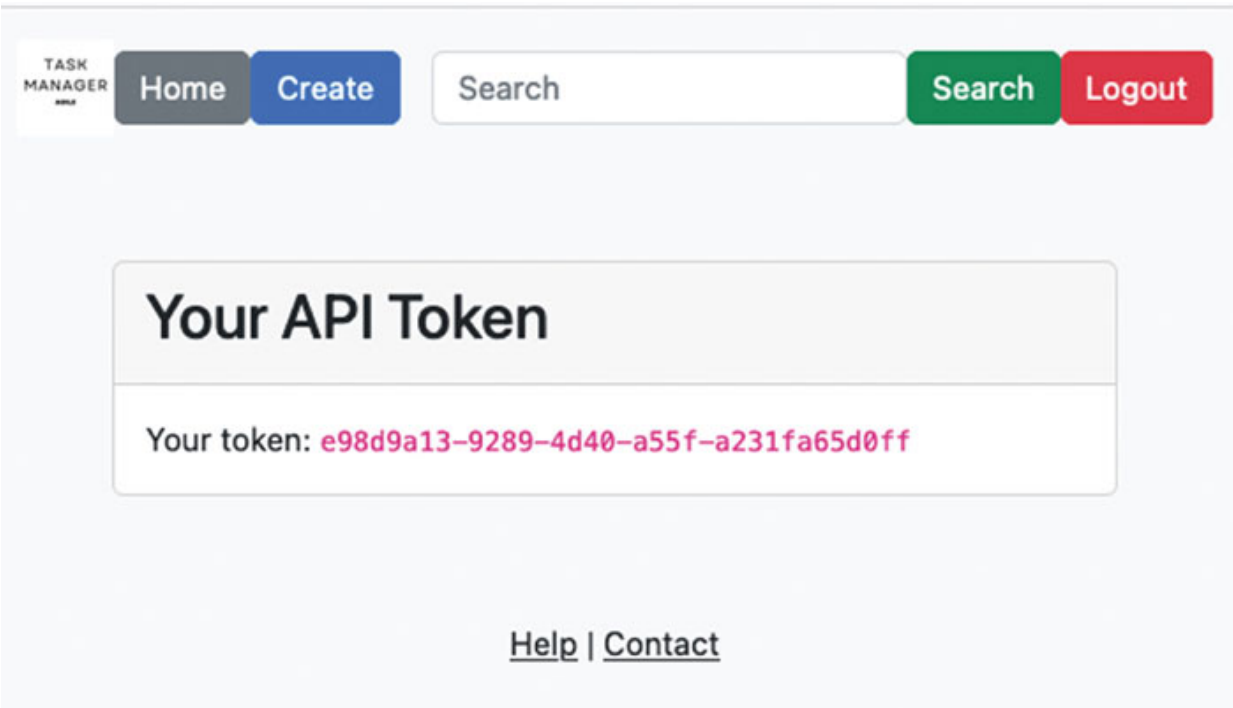 TASK
MANAGER
Home Create Search Search Logout
Your API Token
Your token: e98d9a13-9289-4d40-a55f-a231fa65d0ff
Help | Contact